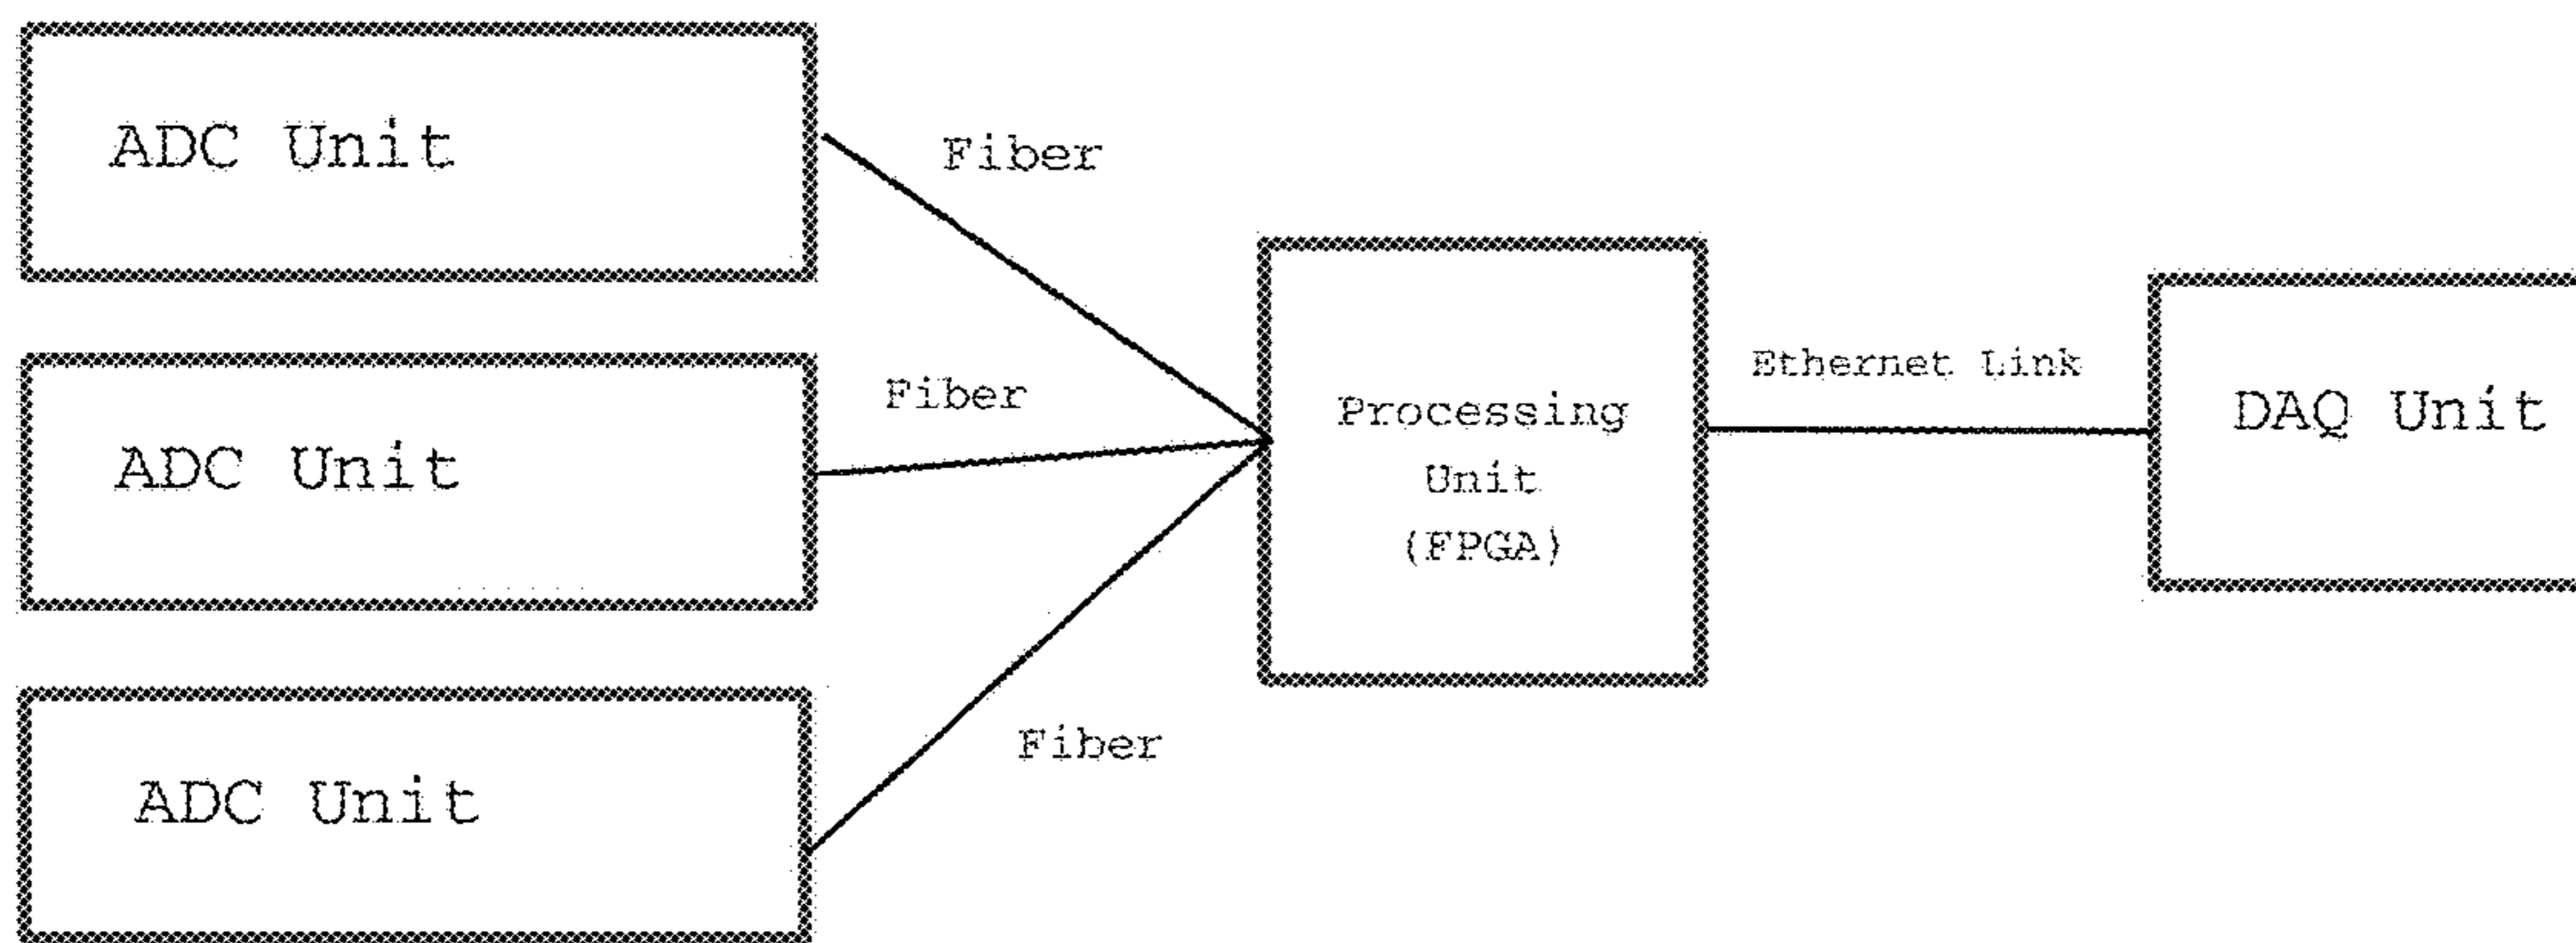 ADC Unit
Fiber
Fiber
ADC Unit
Fiber
ADC Unit
Processing
Unit
(FPGA)
Ethernet Link
DAQ Unit